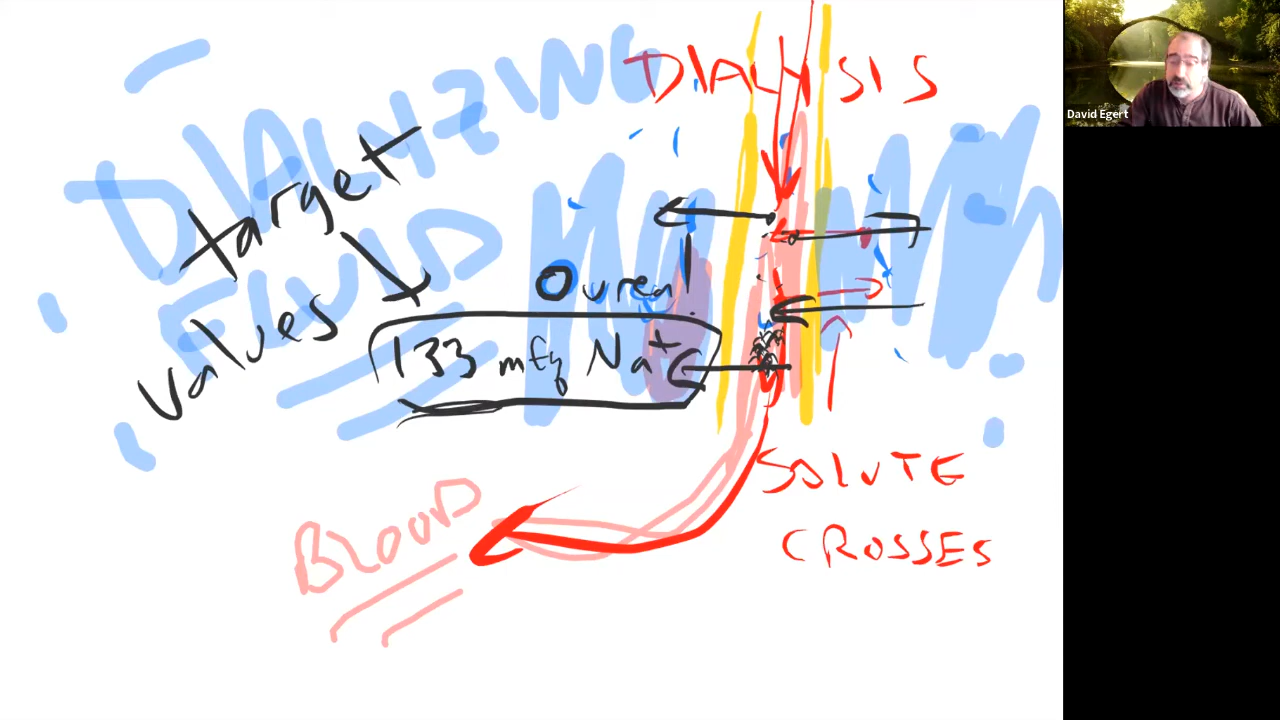 DIALYSIS
DIALYZING
FLUID
target
values
0 urea
133 mEq Na+
BLOOD
SOLUTE
CROSSES
David Egert